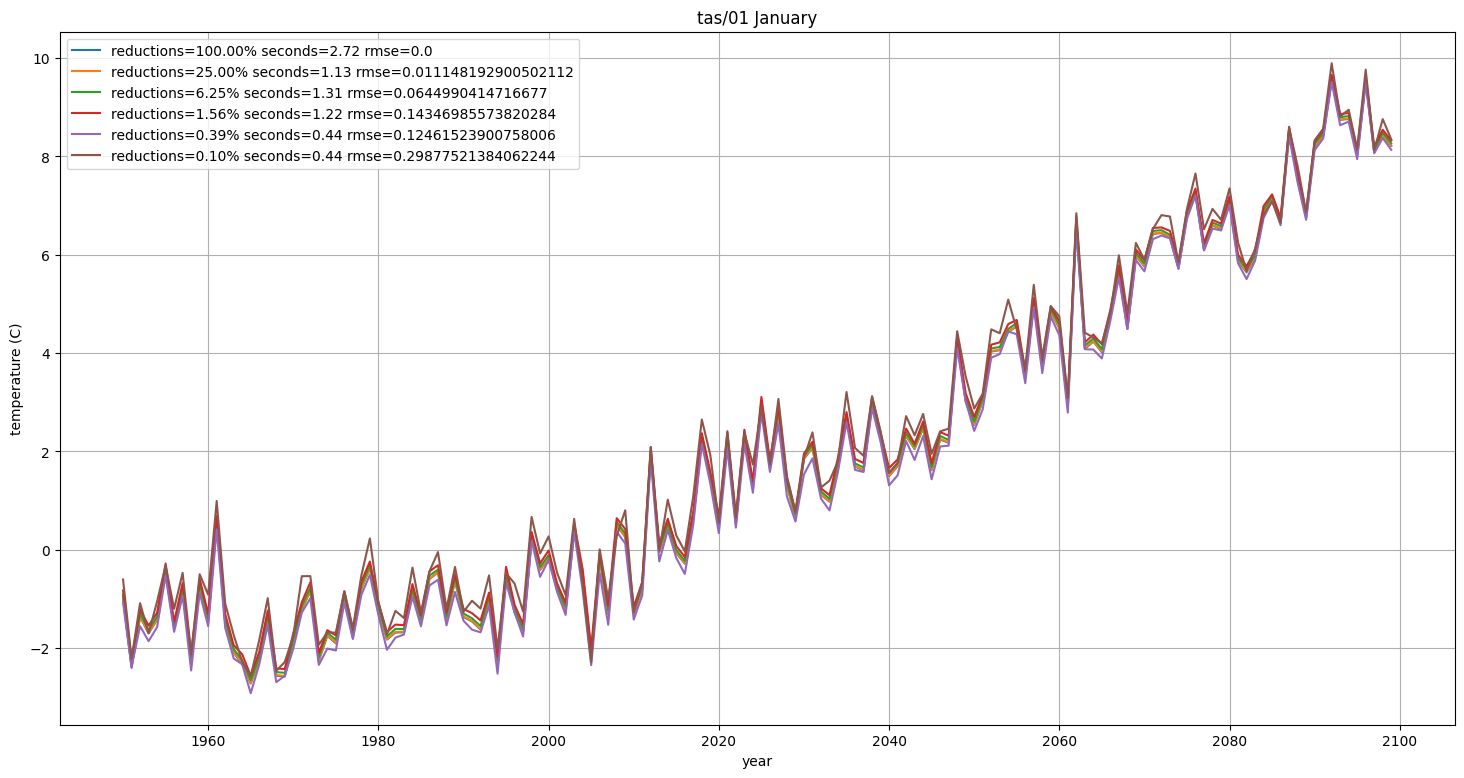 tas/01 January
reductions=100.00% seconds=2.72 rmse=0.0
reductions=25.00% seconds=1.13 rmse=0.011148192900502112
reductions=6.25% seconds=1.31 rmse=0.0644990414716677
reductions=1.56% seconds=1.22 rmse=0.14346985573820284
reductions=0.39% seconds=0.44 rmse=0.12461523900758006
reductions=0.10% seconds=0.44 rmse=0.29877521384062244
temperature (C)
10
8
6
4
2
0
−2
1960 1980 2000 2020 2040 2060 2080 2100
year